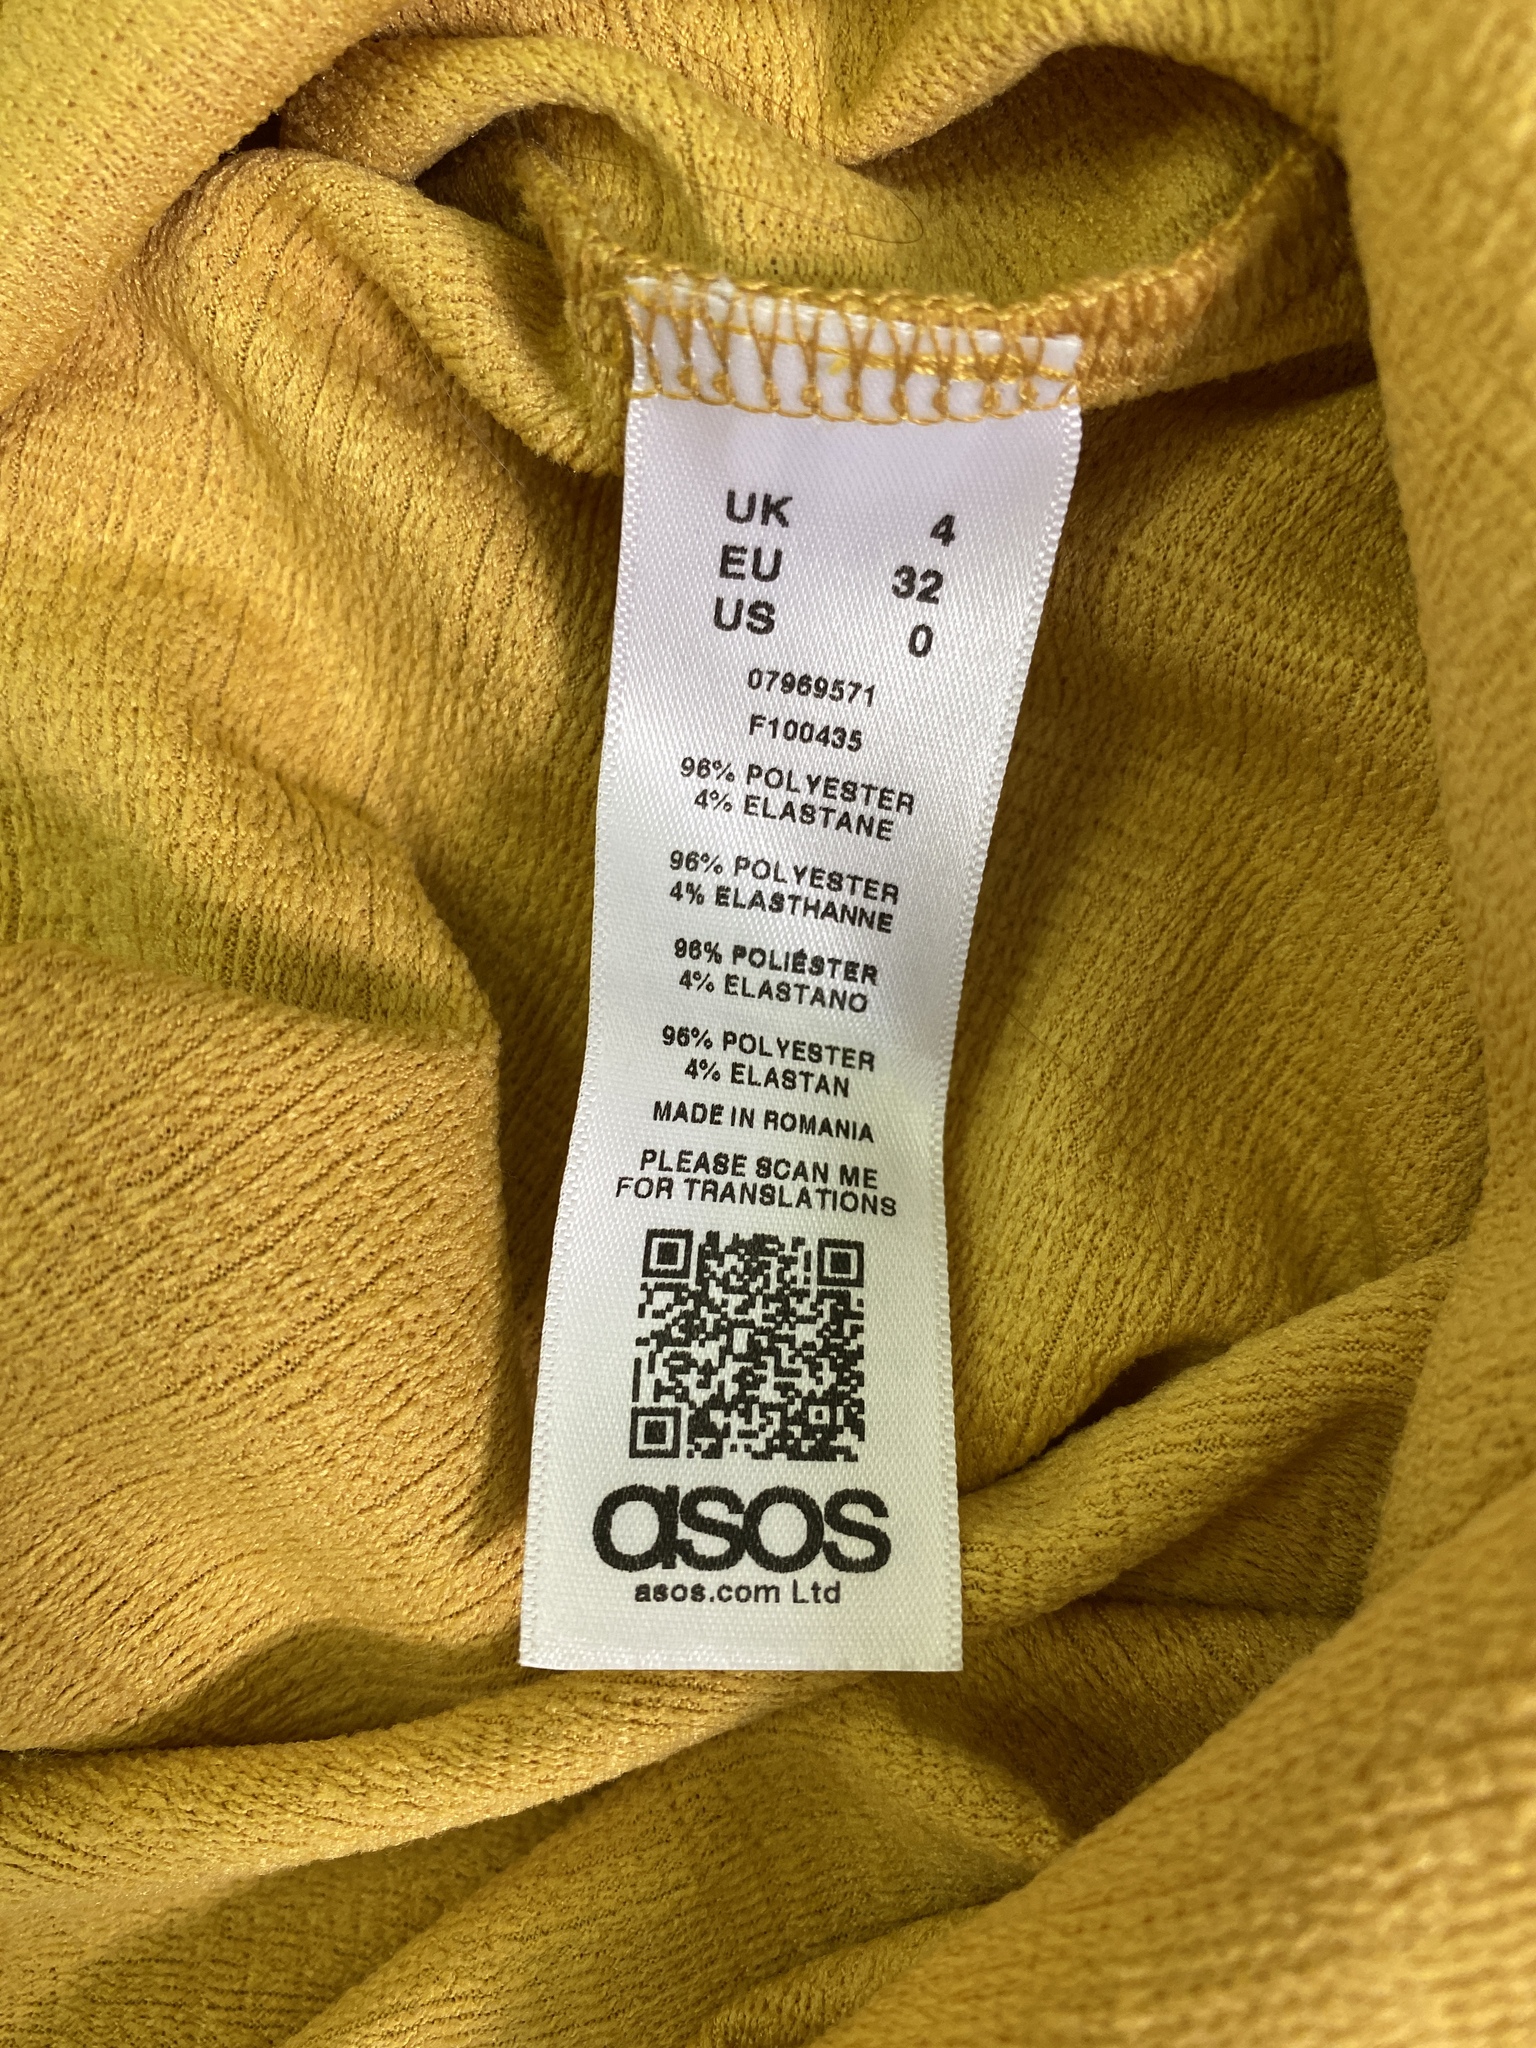 UK 4
EU 32
US 0
07969571
F100435
96% POLYESTER
4% ELASTANE
96% POLYESTER
4% ELASTHANNE
96% POLIÉSTER
4% ELASTANO
96% POLYESTER
4% ELASTAN
MADE IN ROMANIA
PLEASE SCAN ME
FOR TRANSLATIONS
asos
asos.com Ltd